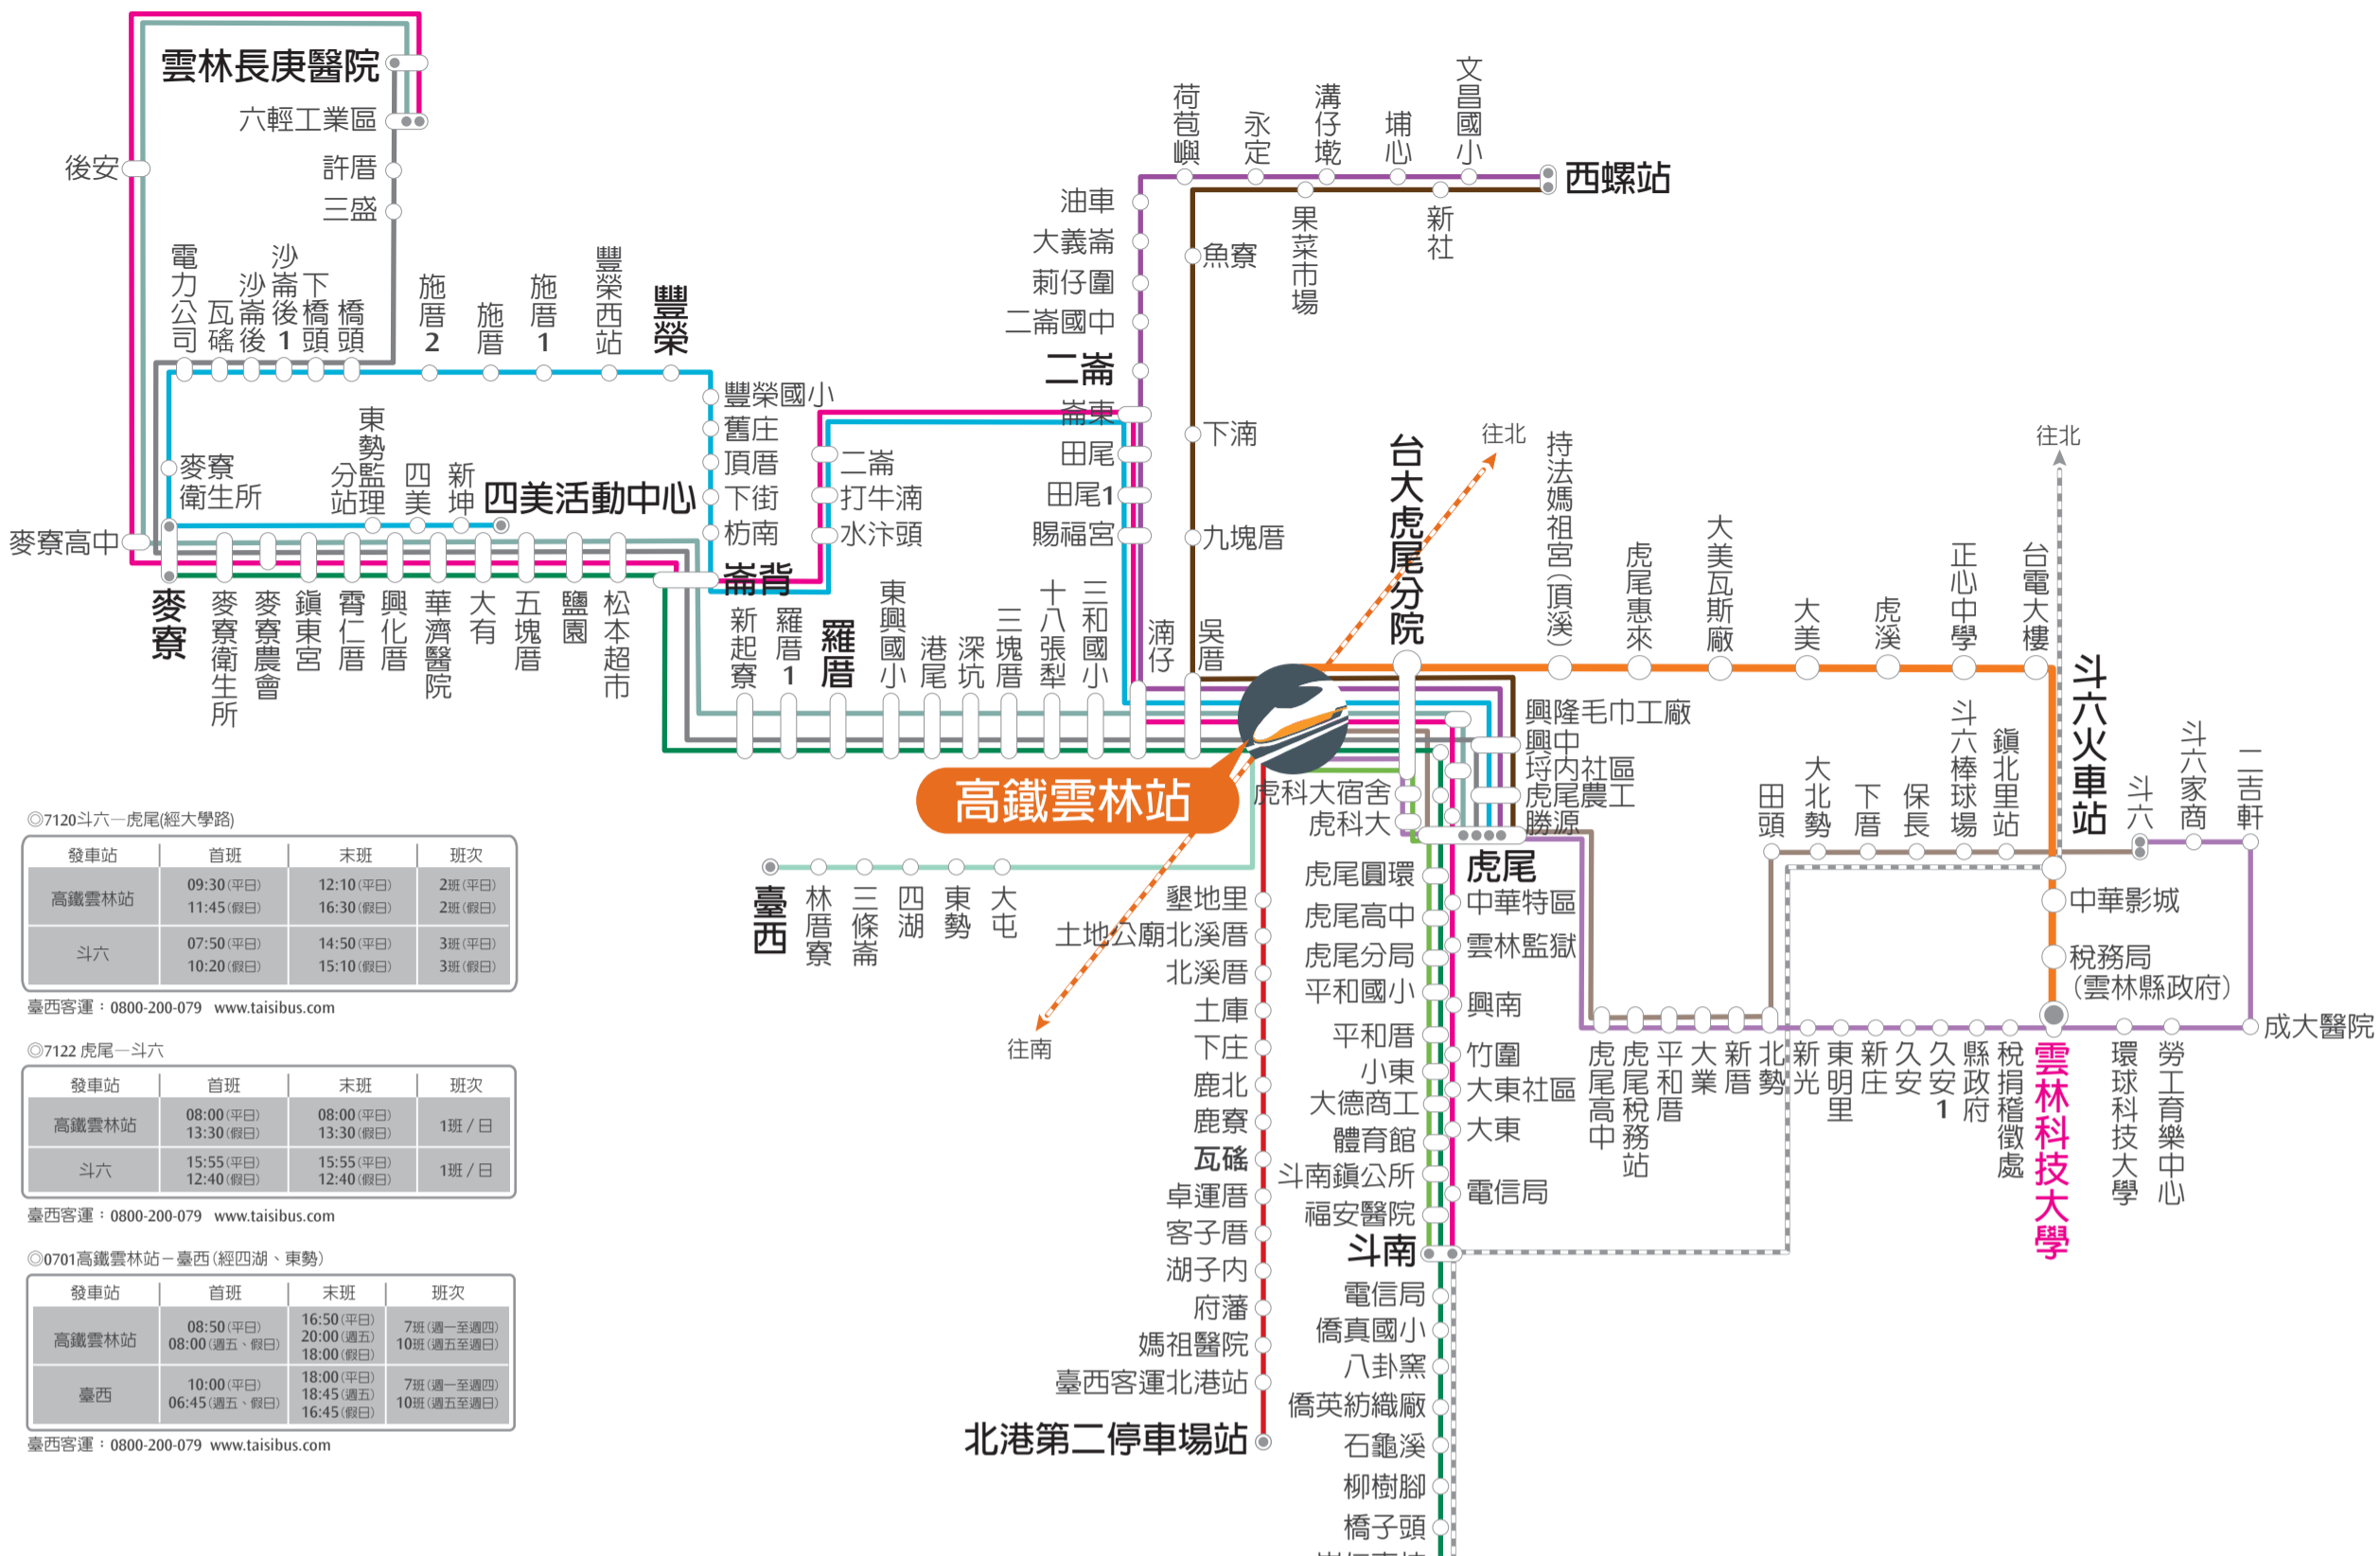 雲林長庚醫院
六輕工業區
許厝
三盛
後安
電力公司
瓦磘
沙崙後
沙崙後1
下橋頭
橋頭
施厝2
施厝
施厝1
豐榮西站
豐榮
豐榮國小
舊庄
頂厝
下街
枋南
麥寮衛生所
東勢監理分站
四美
新坤
四美活動中心
麥寮高中
麥寮
麥寮衛生所
麥寮農會
鎮東宮
霄仁厝
興化厝
華濟醫院
大有
五塊厝
鹽園
松本超市
崙背
二崙
打牛湳
水汴頭
新起寮
羅厝1
羅厝
東興國小
港尾
深坑
三塊厝
十八張犁
三和國小
湳仔
吳厝
油車
大義崙
莿仔圍
二崙國中
二崙
崙東
田尾
田尾1
賜福宮
荷苞嶼
永定
溝仔墘
埔心
文昌國小
西螺站
果菜市場
新社
魚寮
下湳
九塊厝
高鐵雲林站
往北
往南
往北
台大虎尾分院
持法媽祖宮(頂溪)
虎尾惠來
大美瓦斯廠
大美
虎溪
正心中學
台電大樓
斗六火車站
中華影城
稅務局
(雲林縣政府)
雲林科技大學
興隆毛巾工廠
興中
埒內社區
虎尾農工
勝源
虎科大宿舍
虎科大
虎尾
田頭
大北勢
下厝
保長
斗六棒球場
鎮北里站
斗六
斗六家商
二吉軒
成大醫院
虎尾高中
虎尾稅務站
平和厝
大業
新厝
北勢
新光
東明里
新庄
久安
久安1
縣政府
稅捐稽徵處
環球科技大學
勞工育樂中心
臺西
林厝寮
三條崙
四湖
東勢
大屯
墾地里
土地公廟北溪厝
北溪厝
土庫
下庄
鹿北
鹿寮
瓦磘
卓運厝
客子厝
湖子內
府藩
媽祖醫院
臺西客運北港站
北港第二停車場站
虎尾圓環
虎尾高中
虎尾分局
平和國小
平和厝
小東
大德商工
體育館
斗南鎮公所
福安醫院
斗南
中華特區
雲林監獄
興南
竹圍
大東社區
大東
電信局
電信局
僑真國小
八卦窯
僑英紡織廠
石龜溪
柳樹腳
橋子頭
◎7120斗六—虎尾(經大學路)
發車站 首班 末班 班次
高鐵雲林站 09:30(平日) 12:10(平日) 2班(平日)
11:45(假日) 16:30(假日) 2班(假日)
斗六 07:50(平日) 14:50(平日) 3班(平日)
10:20(假日) 15:10(假日) 3班(假日)
臺西客運：0800-200-079 www.taisibus.com
◎7122 虎尾—斗六
發車站 首班 末班 班次
高鐵雲林站 08:00(平日) 08:00(平日) 1班 / 日
13:30(假日) 13:30(假日)
斗六 15:55(平日) 15:55(平日) 1班 / 日
12:40(假日) 12:40(假日)
臺西客運：0800-200-079 www.taisibus.com
◎0701高鐵雲林站－臺西(經四湖、東勢)
發車站 首班 末班 班次
高鐵雲林站 08:50(平日) 16:50(平日) 7班(週一至週四)
08:00(週五、假日) 20:00(週五) 10班(週五至週日)
18:00(假日)
臺西 10:00(平日) 18:00(平日) 7班(週一至週四)
06:45(週五、假日) 18:45(週五) 10班(週五至週日)
16:45(假日)
臺西客運：0800-200-079 www.taisibus.com